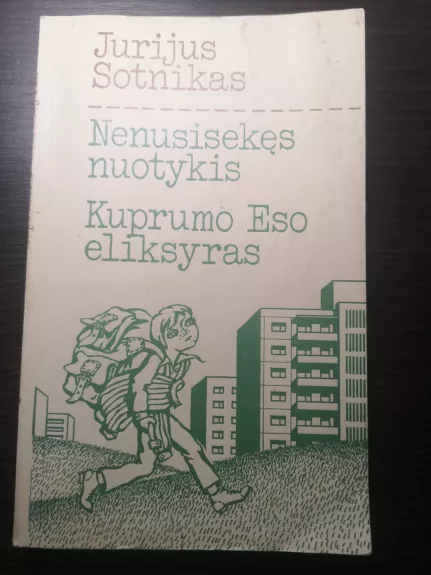 Jurijus
Sotnikas
Nenusisekęs
nuotykis
Kuprumo Eso
eliksyras